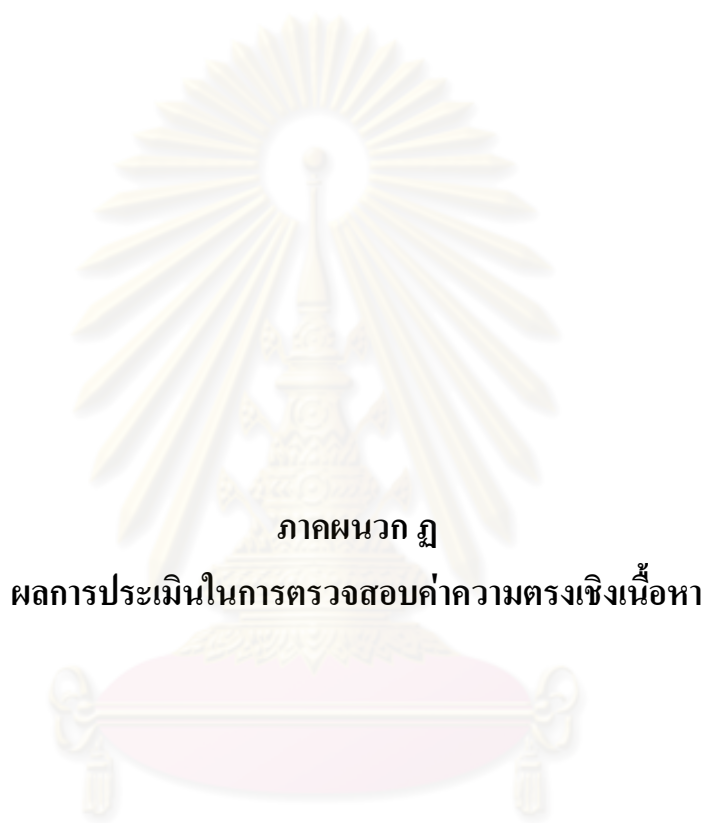 ภาคผนวก ฏ
ผลการประเมินในการตรวจสอบค่าความตรงเชิงเนื้อหา